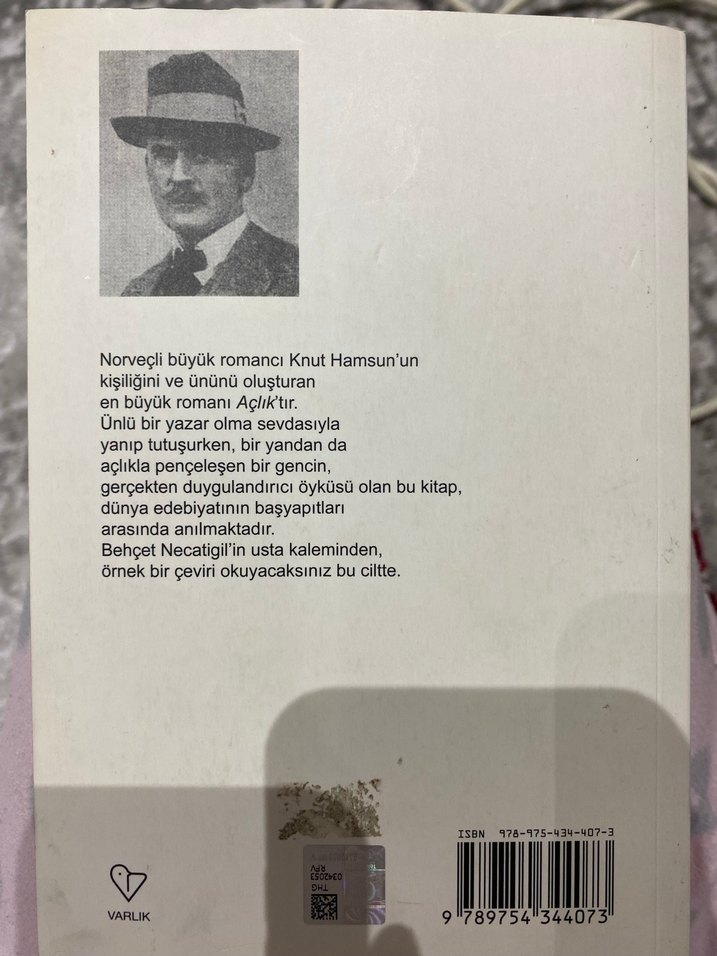 Norveçli büyük romancı Knut Hamsun’un
kişiliğini ve ününü oluşturan
en büyük romanı Açlık’tır.
Ünlü bir yazar olma sevdasıyla
yanıp tutuşurken, bir yandan da
açlıkla pençeleşen bir gencin,
gerçekten duygulandırıcı öyküsü olan bu kitap,
dünya edebiyatının başyapıtları
arasında anılmaktadır.
Behçet Necatigil’in usta kaleminden,
örnek bir çeviri okuyacaksınız bu ciltte.
VARLIK
THG
0342053
RPV
ISBN 978-975-434-407-3
9 789754 344073